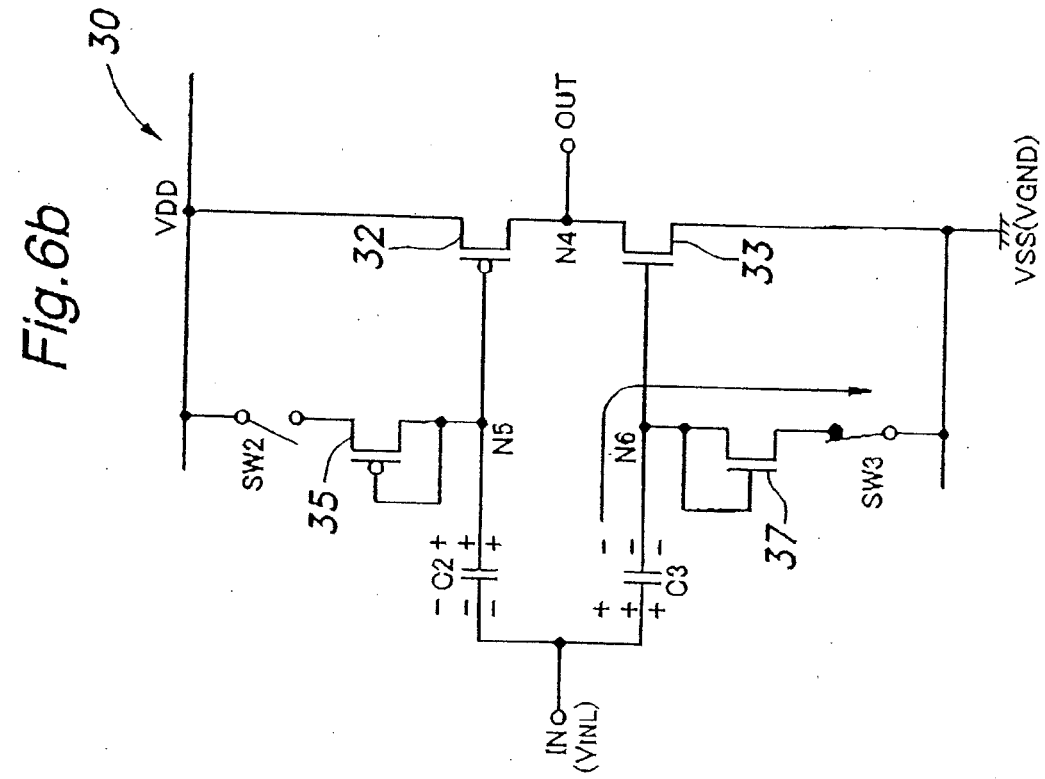 Fig.6b
30
VDD
SW2
35
32
C2
- - -
+ + +
N5
N4
OUT
IN
(VINL)
C3
+ + +
- - -
N6
33
37
SW3
VSS(VGND)